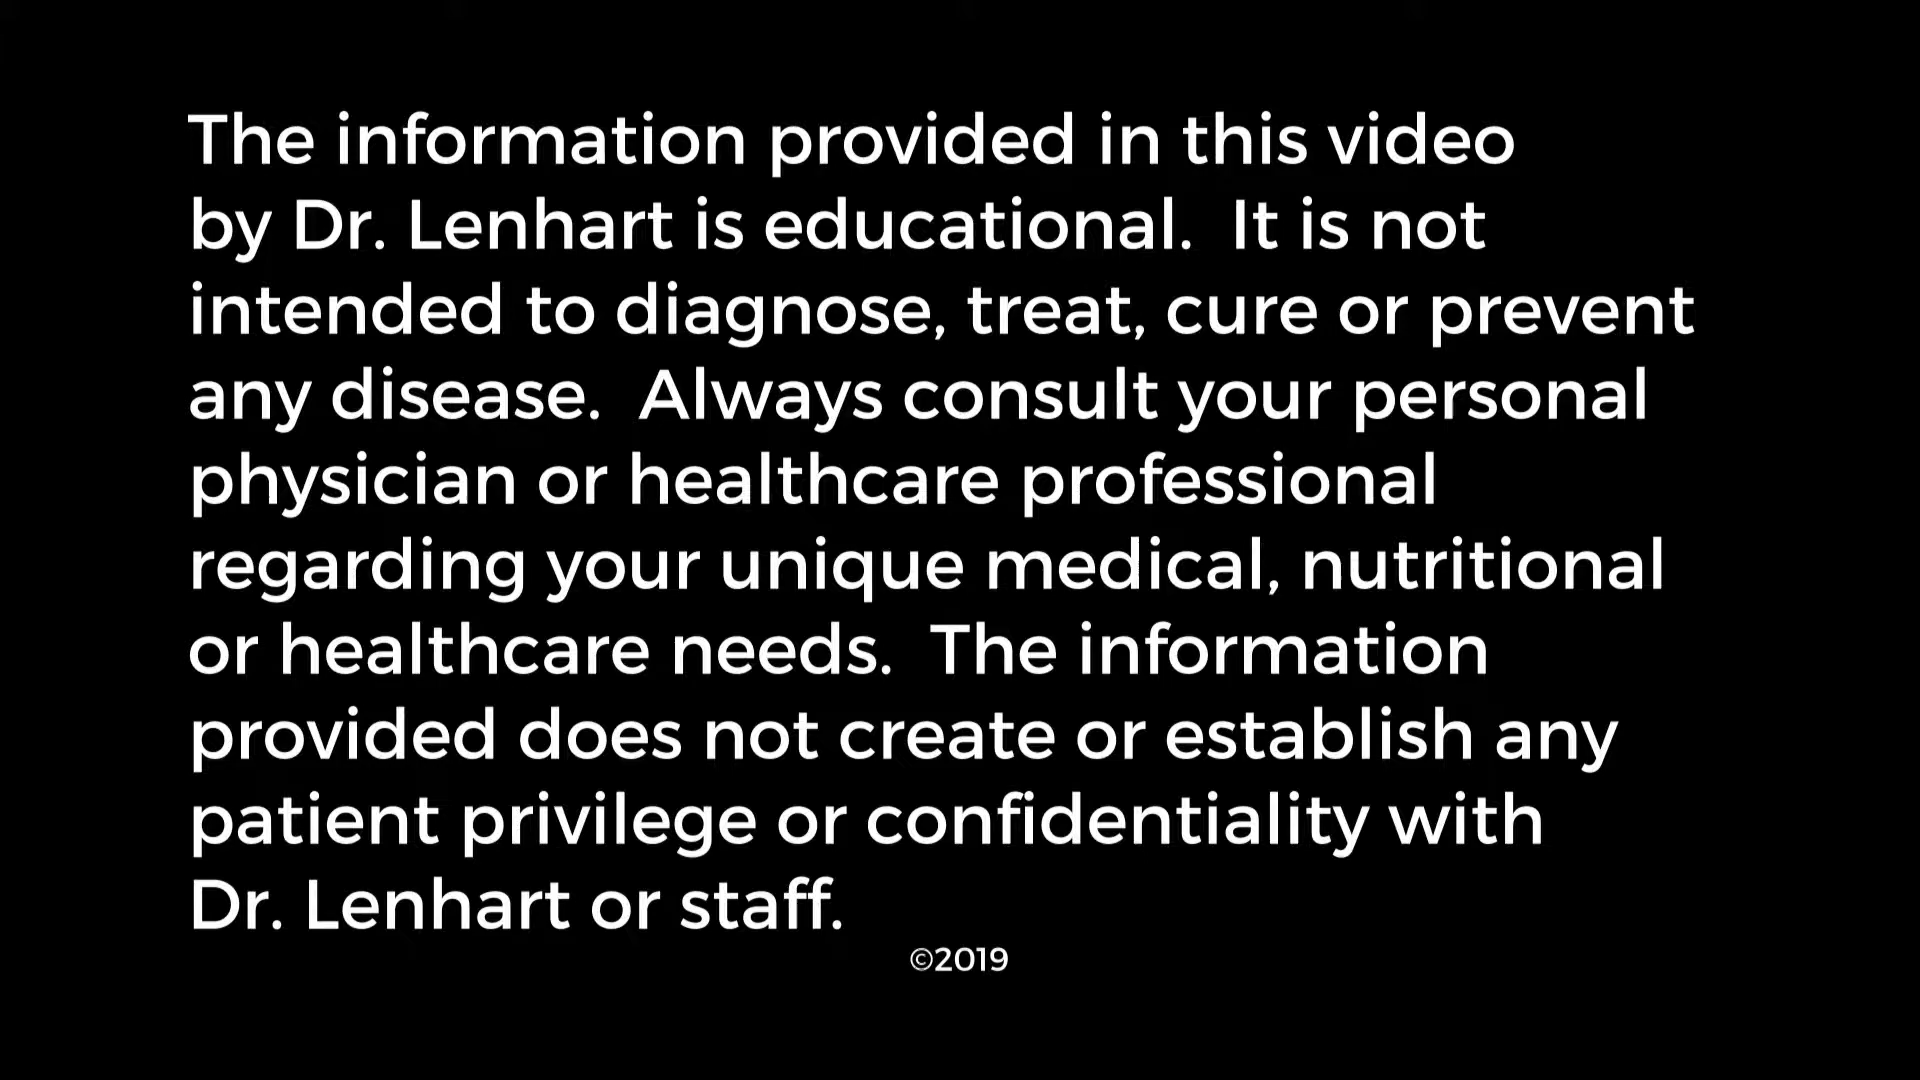 The information provided in this video
by Dr. Lenhart is educational.  It is not
intended to diagnose, treat, cure or prevent
any disease.  Always consult your personal
physician or healthcare professional
regarding your unique medical, nutritional
or healthcare needs.  The information
provided does not create or establish any
patient privilege or confidentiality with
Dr. Lenhart or staff.
©2019